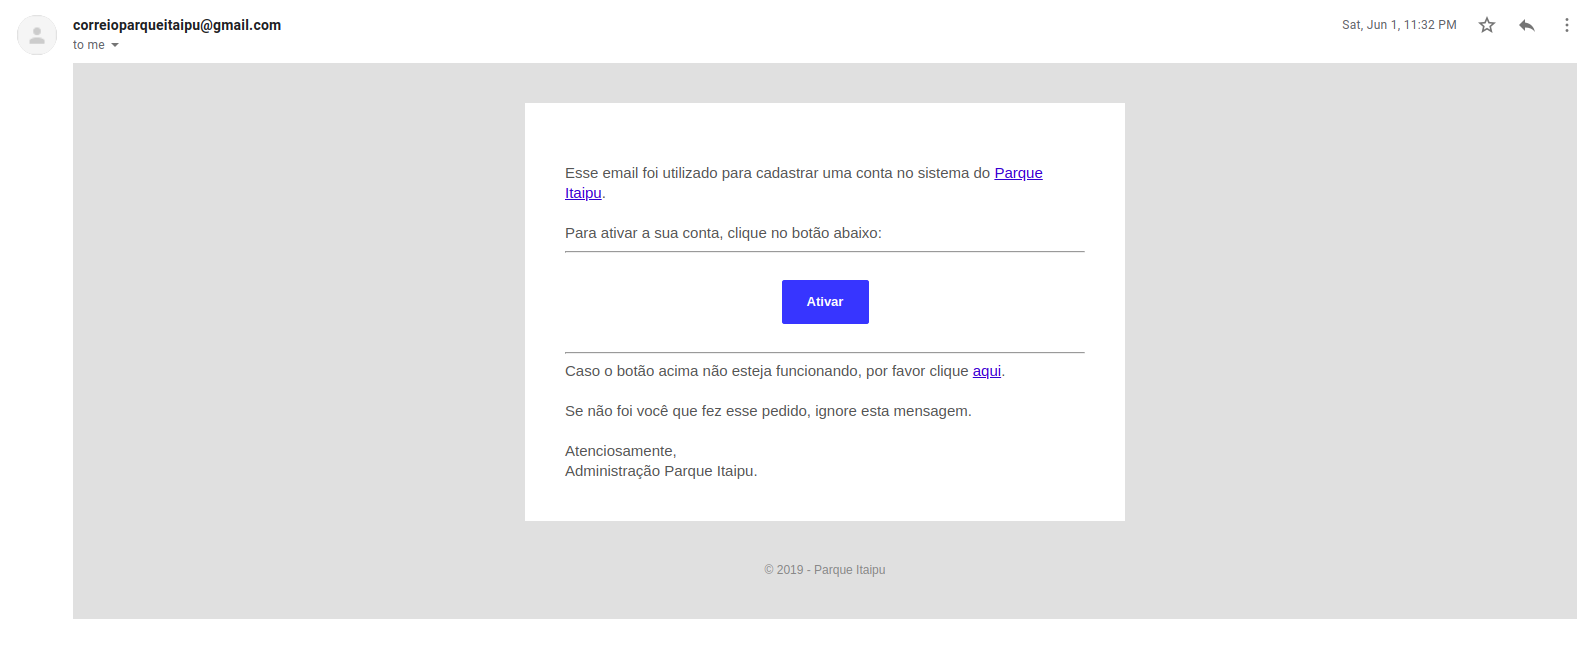 correioparqueitaipu@gmail.com
Sat, Jun 1, 11:32 PM
to me
Esse email foi utilizado para cadastrar uma conta no sistema do Parque
Itaipu.
Para ativar a sua conta, clique no botão abaixo:
Ativar
Caso o botão acima não esteja funcionando, por favor clique aqui.
Se não foi você que fez esse pedido, ignore esta mensagem.
Atenciosamente,
Administração Parque Itaipu.
© 2019 - Parque Itaipu